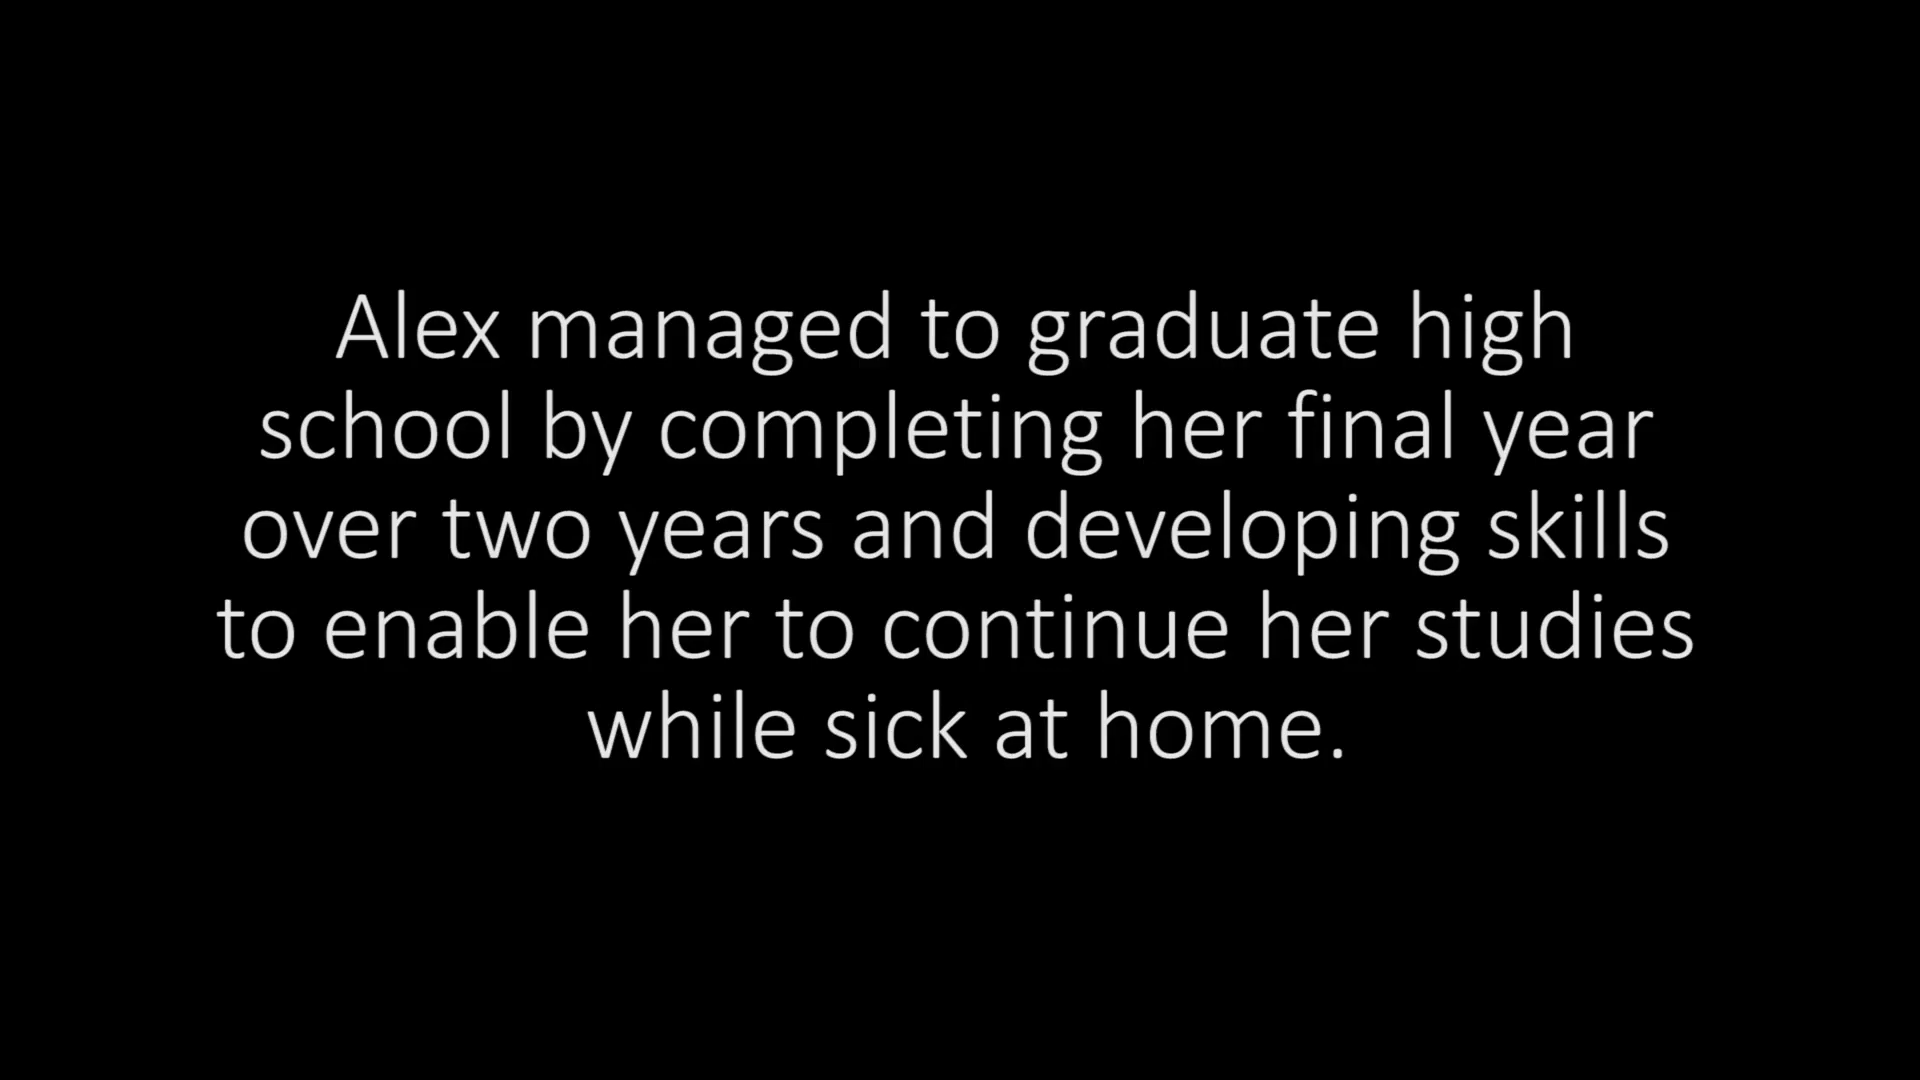 Alex managed to graduate high
school by completing her final year
over two years and developing skills
to enable her to continue her studies
while sick at home.